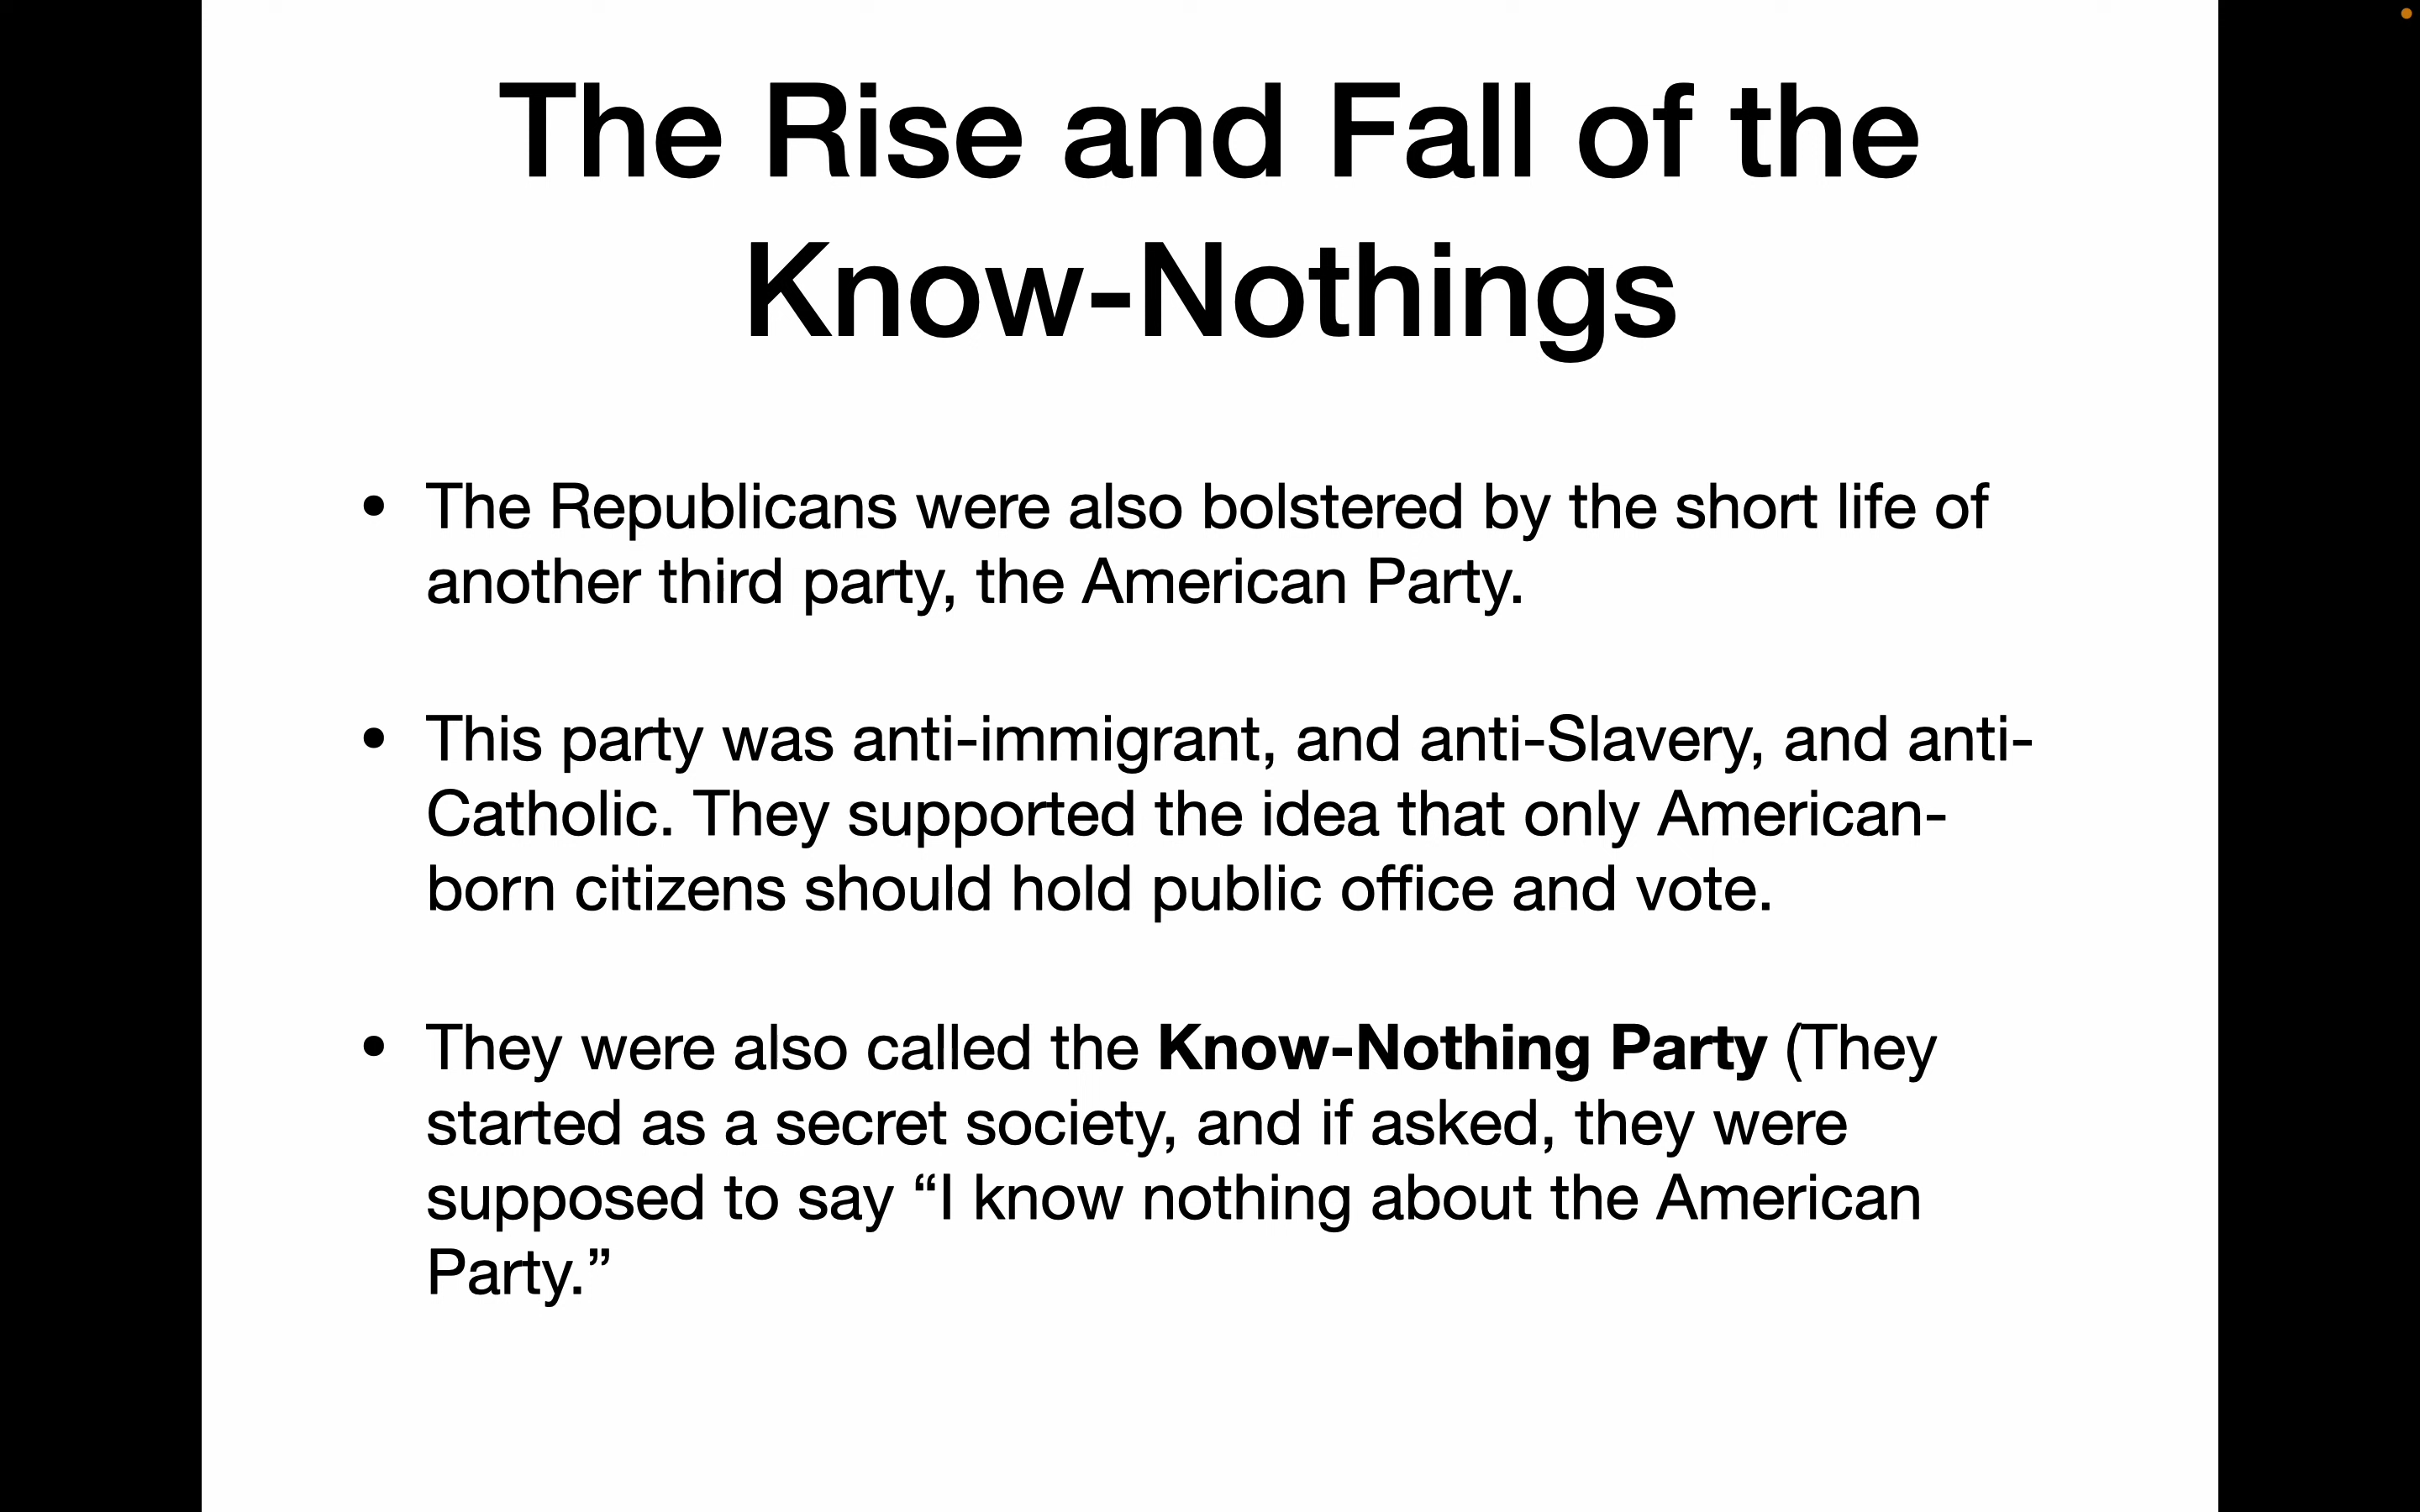 The Rise and Fall of the
Know-Nothings
• The Republicans were also bolstered by the short life of
another third party, the American Party.
• This party was anti-immigrant, and anti-Slavery, and anti-
Catholic. They supported the idea that only American-
born citizens should hold public office and vote.
• They were also called the Know-Nothing Party (They
started as a secret society, and if asked, they were
supposed to say “I know nothing about the American
Party.”